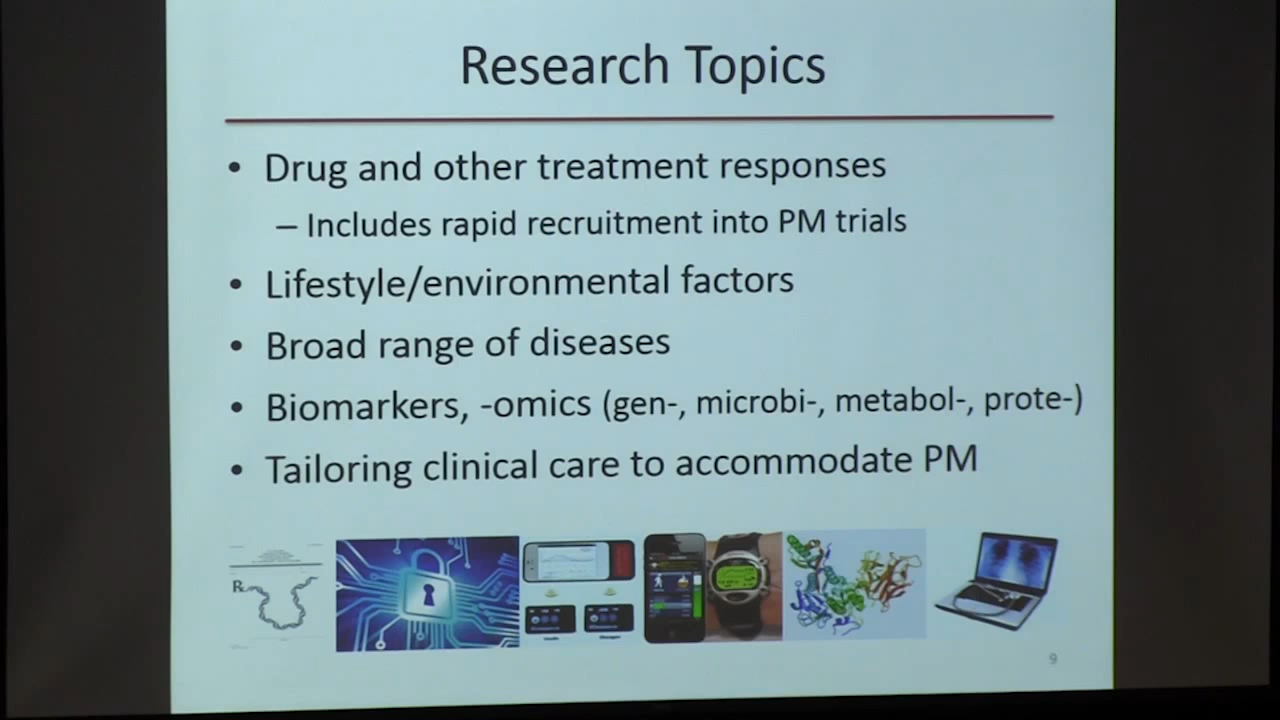 Research Topics
• Drug and other treatment responses
– Includes rapid recruitment into PM trials
• Lifestyle/environmental factors
• Broad range of diseases
• Biomarkers, -omics (gen-, microbi-, metabol-, prote-)
• Tailoring clinical care to accommodate PM
9